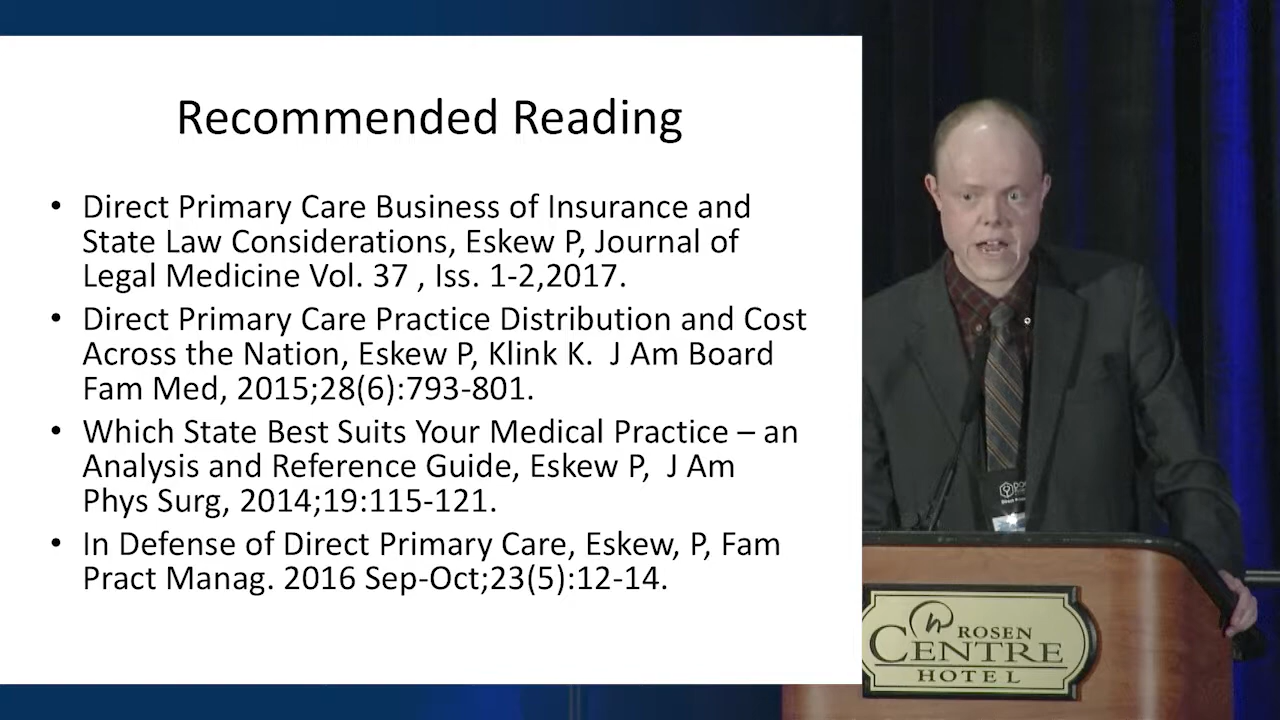 Recommended Reading
• Direct Primary Care Business of Insurance and
State Law Considerations, Eskew P, Journal of
Legal Medicine Vol. 37 , Iss. 1-2,2017.
• Direct Primary Care Practice Distribution and Cost
Across the Nation, Eskew P, Klink K.  J Am Board
Fam Med, 2015;28(6):793-801.
• Which State Best Suits Your Medical Practice – an
Analysis and Reference Guide, Eskew P,  J Am
Phys Surg, 2014;19:115-121.
• In Defense of Direct Primary Care, Eskew, P, Fam
Pract Manag. 2016 Sep-Oct;23(5):12-14.
ROSEN
CENTRE
HOTEL